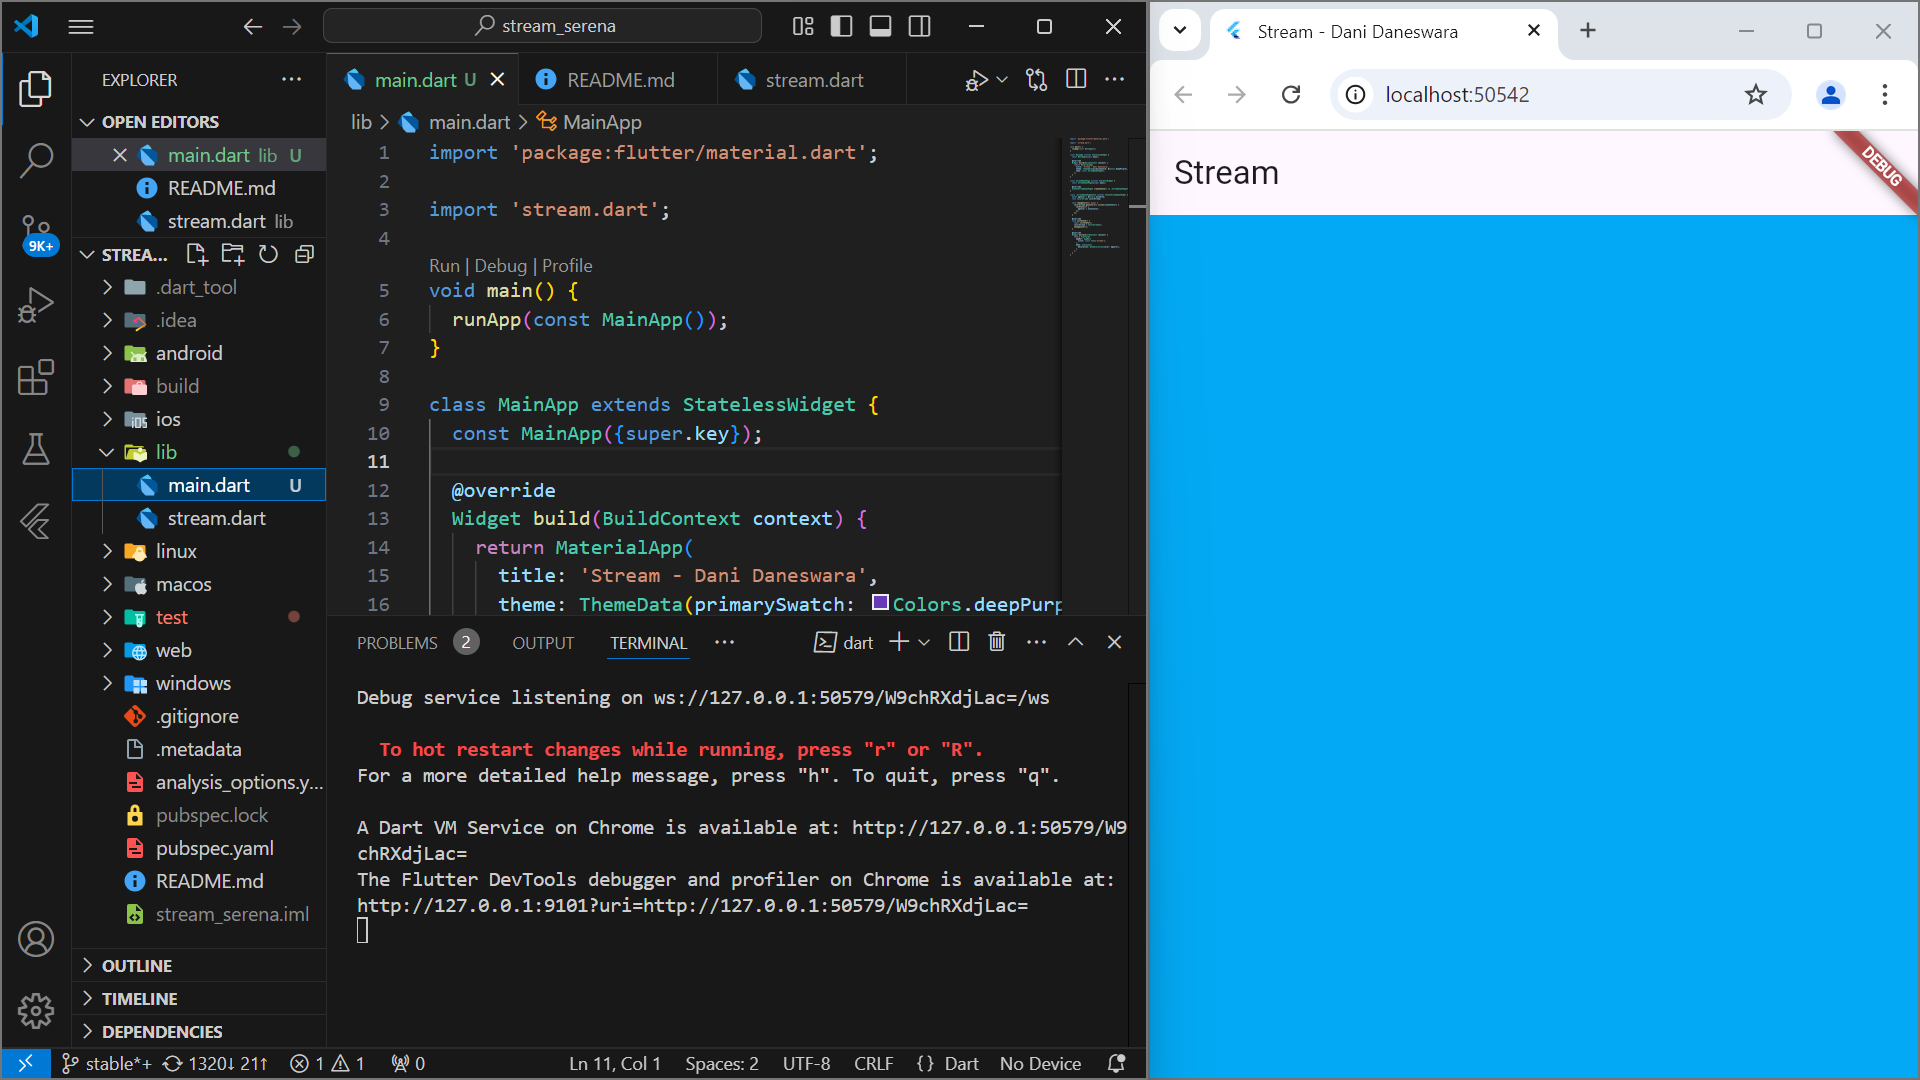 stream_serena
EXPLORER
OPEN EDITORS
main.dart lib U
README.md
stream.dart lib
9K+
STREA...
.dart_tool
.idea
android
build
ios
lib
main.dart U
stream.dart
linux
macos
test
web
windows
.gitignore
.metadata
analysis_options.y...
pubspec.lock
pubspec.yaml
README.md
stream_serena.iml
OUTLINE
TIMELINE
DEPENDENCIES
main.dart U
README.md
stream.dart
lib > main.dart > MainApp
1 import 'package:flutter/material.dart';
2
3 import 'stream.dart';
4
Run | Debug | Profile
5 void main() {
6 runApp(const MainApp());
7 }
8
9 class MainApp extends StatelessWidget {
10 const MainApp({super.key});
11
12 @override
13 Widget build(BuildContext context) {
14 return MaterialApp(
15 title: 'Stream - Dani Daneswara',
16 theme: ThemeData(primarySwatch: Colors.deepPurp
PROBLEMS 2 OUTPUT TERMINAL dart
Debug service listening on ws://127.0.0.1:50579/W9chRXdjLac=/ws
To hot restart changes while running, press "r" or "R".
For a more detailed help message, press "h". To quit, press "q".
A Dart VM Service on Chrome is available at: http://127.0.0.1:50579/W9
chRXdjLac=
The Flutter DevTools debugger and profiler on Chrome is available at:
http://127.0.0.1:9101?uri=http://127.0.0.1:50579/W9chRXdjLac=
stable*+ 1320↓ 21↑ 1 1 0 Ln 11, Col 1 Spaces: 2 UTF-8 CRLF {} Dart No Device
Stream - Dani Daneswara
localhost:50542
Stream
DEBUG